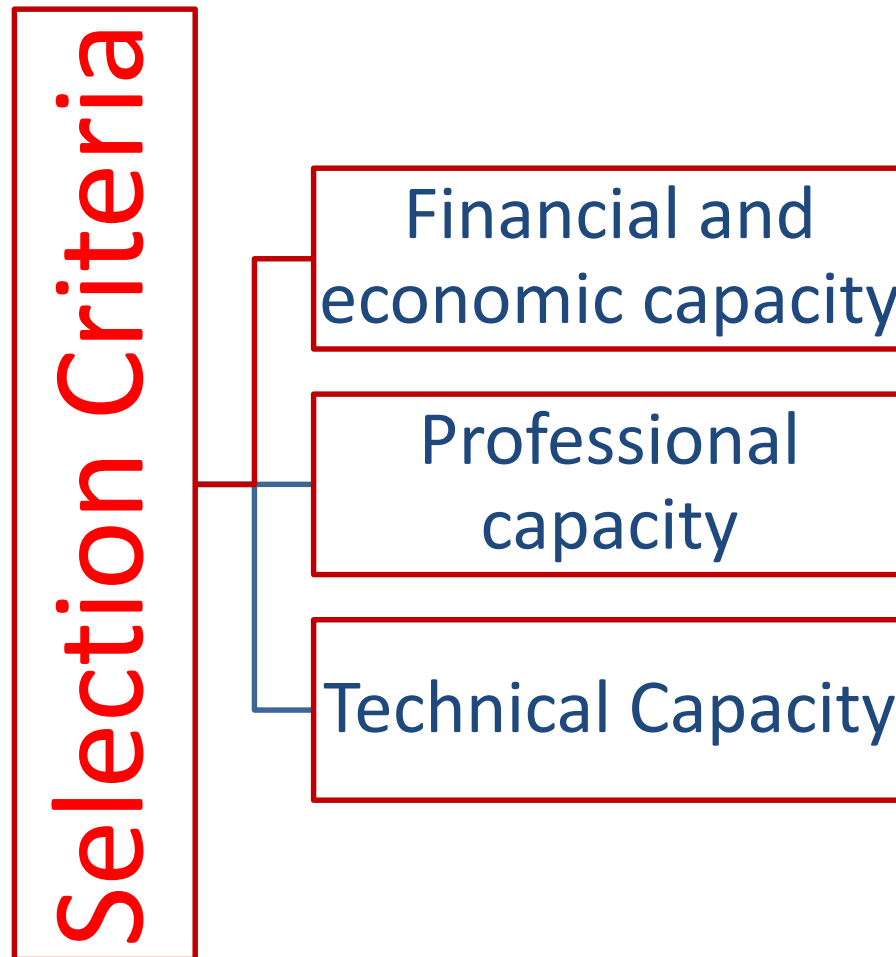 Selection Criteria
Financial and
economic capacity
Professional
capacity
Technical Capacity